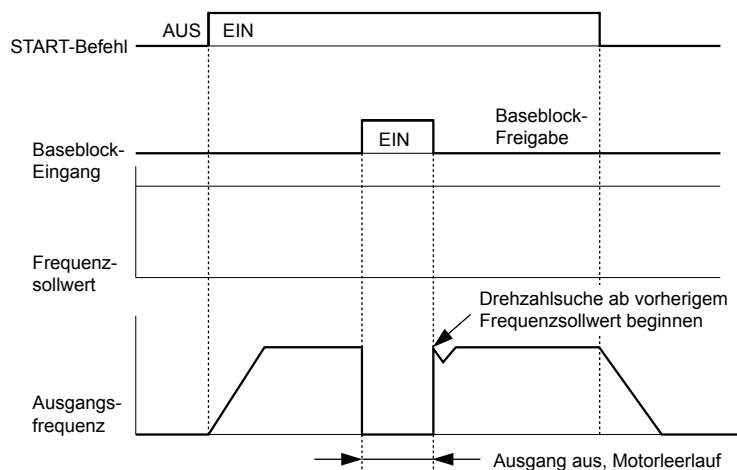 AUS EIN
START-Befehl
Baseblock-
Freigabe
EIN
Baseblock-
Eingang
Frequenz-
sollwert
Drehzahlsuche ab vorherigem
Frequenzsollwert beginnen
Ausgangs-
frequenz
Ausgang aus, Motorleerlauf